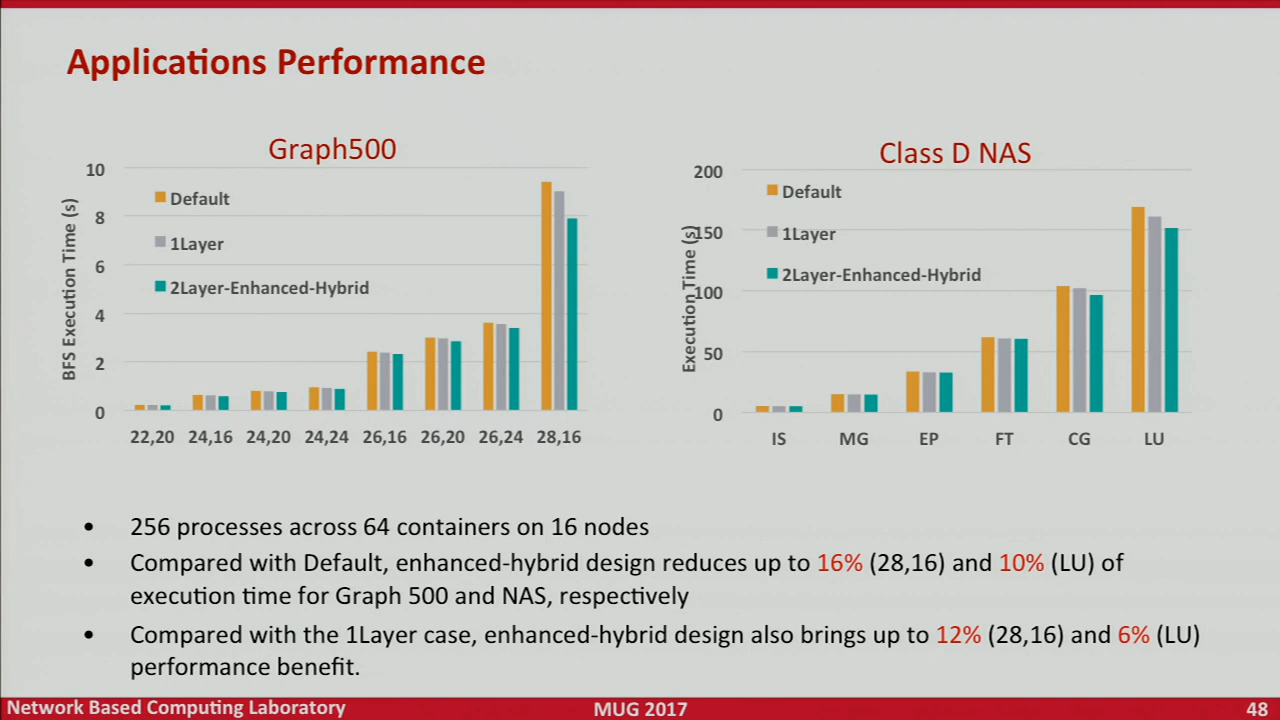 Applications Performance
Graph500
BFS Execution Time (s)
10
8
6
4
2
0
Default
1Layer
2Layer-Enhanced-Hybrid
22,20 24,16 24,20 24,24 26,16 26,20 26,24 28,16
Class D NAS
Execution Time (s)
200
150
100
50
0
Default
1Layer
2Layer-Enhanced-Hybrid
IS MG EP FT CG LU
• 256 processes across 64 containers on 16 nodes
• Compared with Default, enhanced-hybrid design reduces up to 16% (28,16) and 10% (LU) of
execution time for Graph 500 and NAS, respectively
• Compared with the 1Layer case, enhanced-hybrid design also brings up to 12% (28,16) and 6% (LU)
performance benefit.
Network Based Computing Laboratory
MUG 2017
48